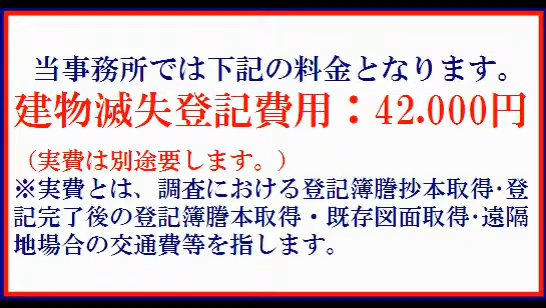 当事務所では下記の料金となります。
建物滅失登記費用：42.000円
（実費は別途要します。）
※実費とは、調査における登記簿謄抄本取得･登
記完了後の登記簿謄本取得・既存図面取得･遠隔
地場合の交通費等を指します。